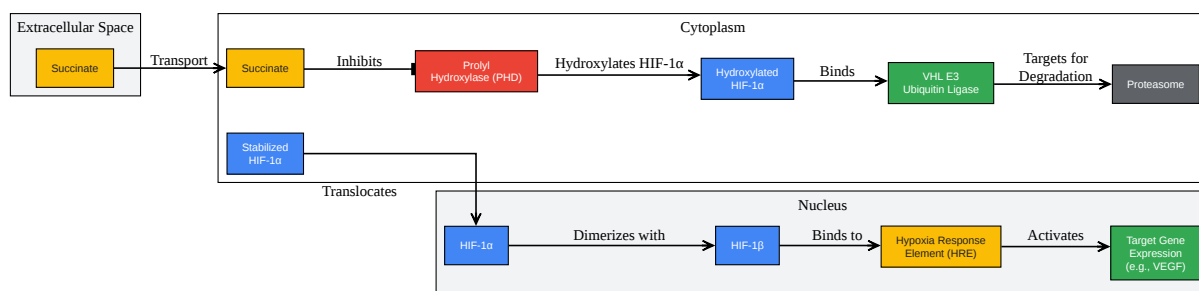 Extracellular Space
Succinate
Transport
Cytoplasm
Succinate
Inhibits
Prolyl
Hydroxylase (PHD)
Hydroxylates HIF-1α
Hydroxylated
HIF-1α
Binds
VHL E3
Ubiquitin Ligase
Targets for
Degradation
Proteasome
Stabilized
HIF-1α
Translocates
Nucleus
HIF-1α
Dimerizes with
HIF-1β
Binds to
Hypoxia Response
Element (HRE)
Activates
Target Gene
Expression
(e.g., VEGF)